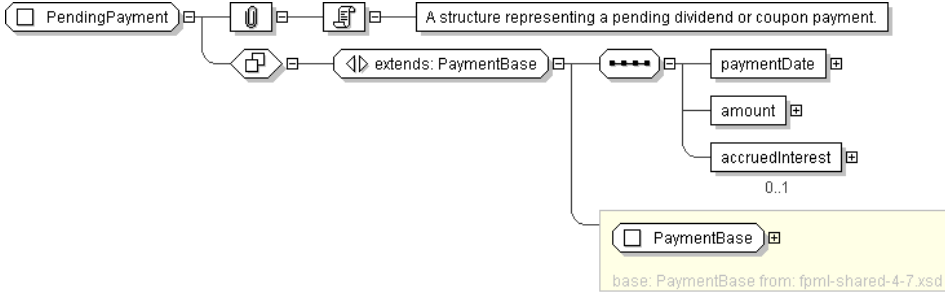 PendingPayment
A structure representing a pending dividend or coupon payment.
extends: PaymentBase
paymentDate
amount
accruedInterest
0..1
PaymentBase
base: PaymentBase from: fpml-shared-4-7.xsd